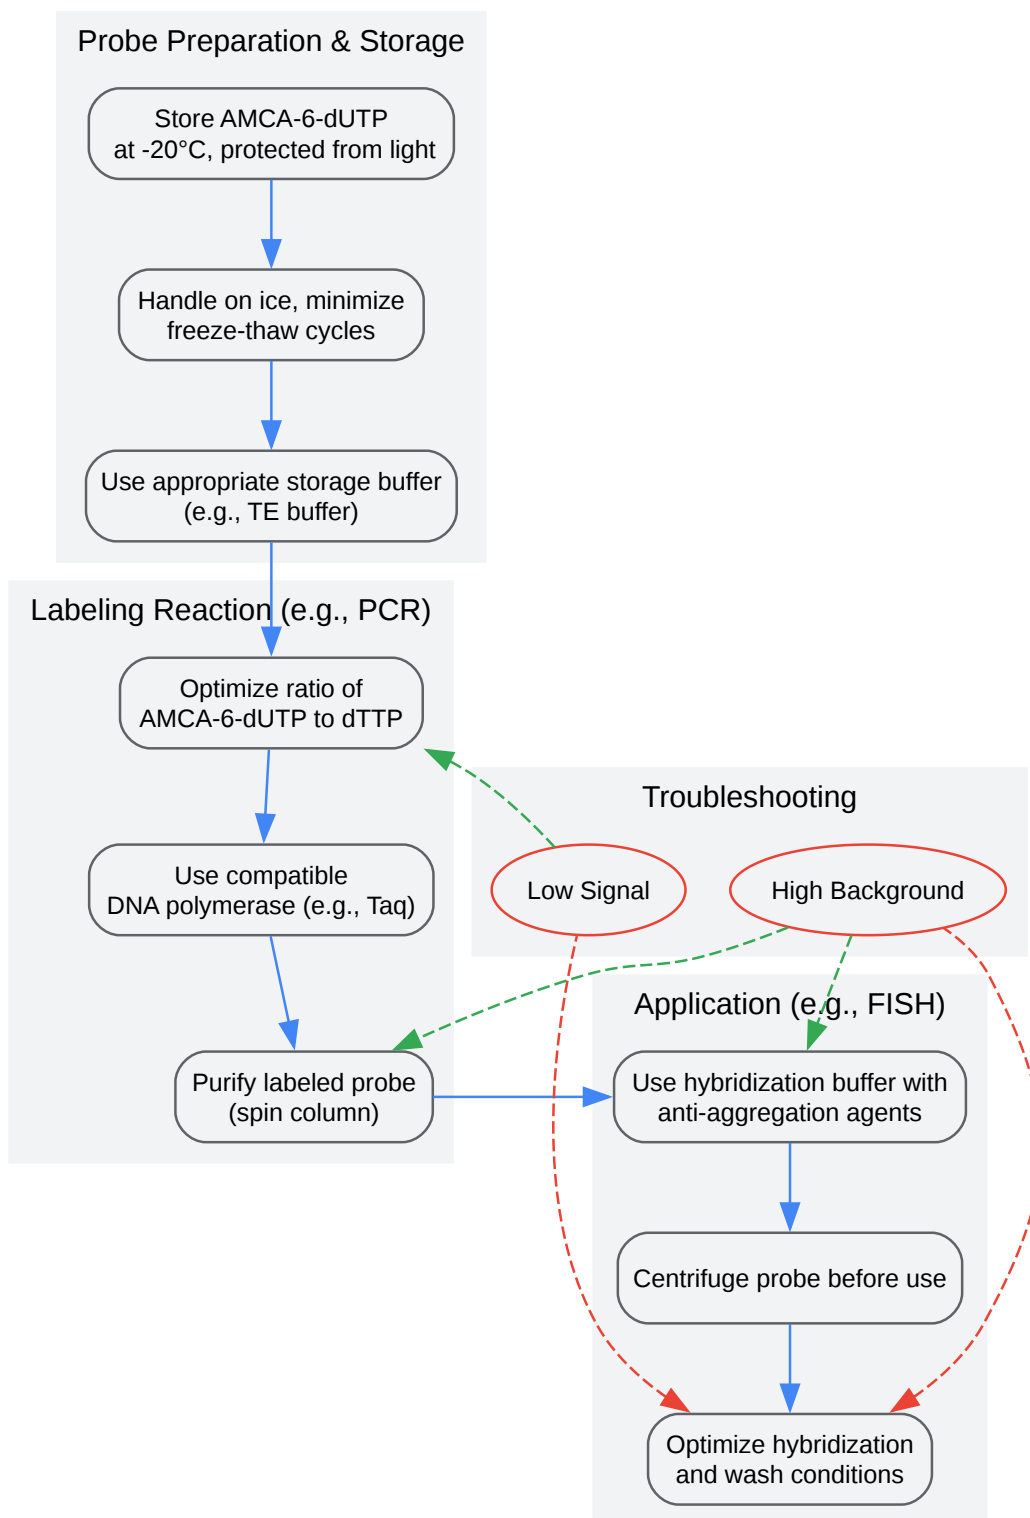 Probe Preparation & Storage
Store AMCA-6-dUTP
at -20°C, protected from light
Handle on ice, minimize
freeze-thaw cycles
Use appropriate storage buffer
(e.g., TE buffer)
Labeling Reaction (e.g., PCR)
Optimize ratio of
AMCA-6-dUTP to dTTP
Use compatible
DNA polymerase (e.g., Taq)
Purify labeled probe
(spin column)
Troubleshooting
Low Signal
High Background
Application (e.g., FISH)
Use hybridization buffer with
anti-aggregation agents
Centrifuge probe before use
Optimize hybridization
and wash conditions